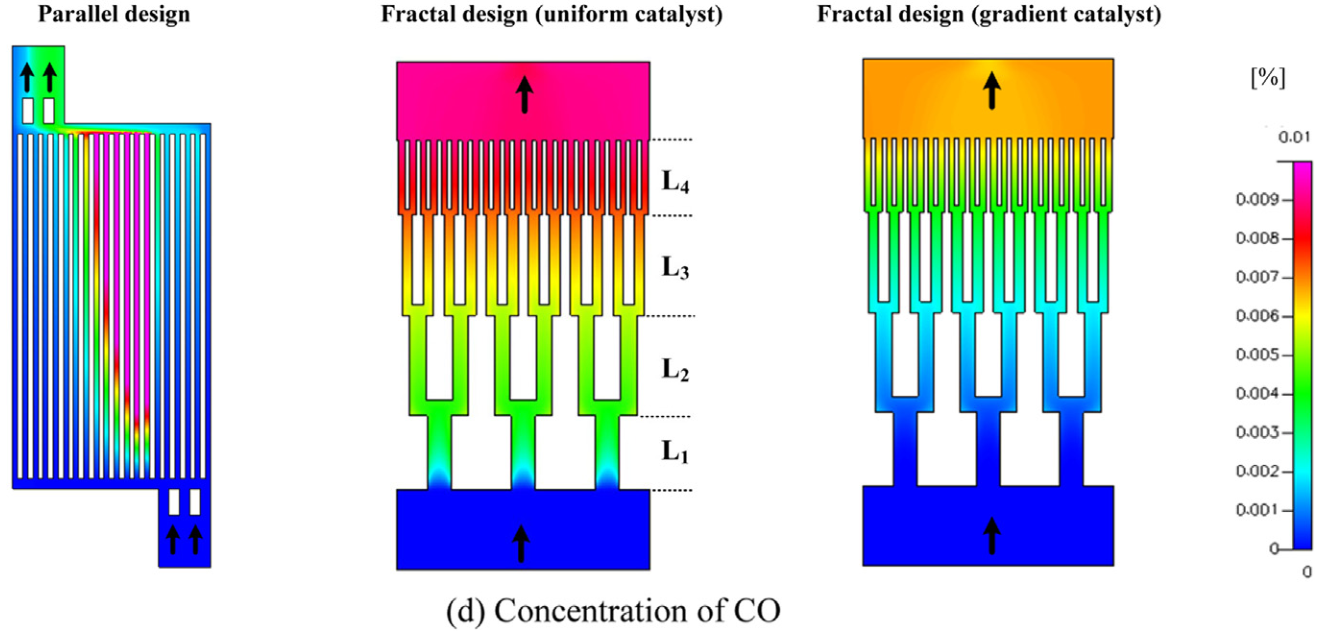 Parallel design
Fractal design (uniform catalyst)
Fractal design (gradient catalyst)
[%]
0.01
0.009
0.008
0.007
0.006
0.005
0.004
0.003
0.002
0.001
0
0
L4
L3
L2
L1
(d) Concentration of CO